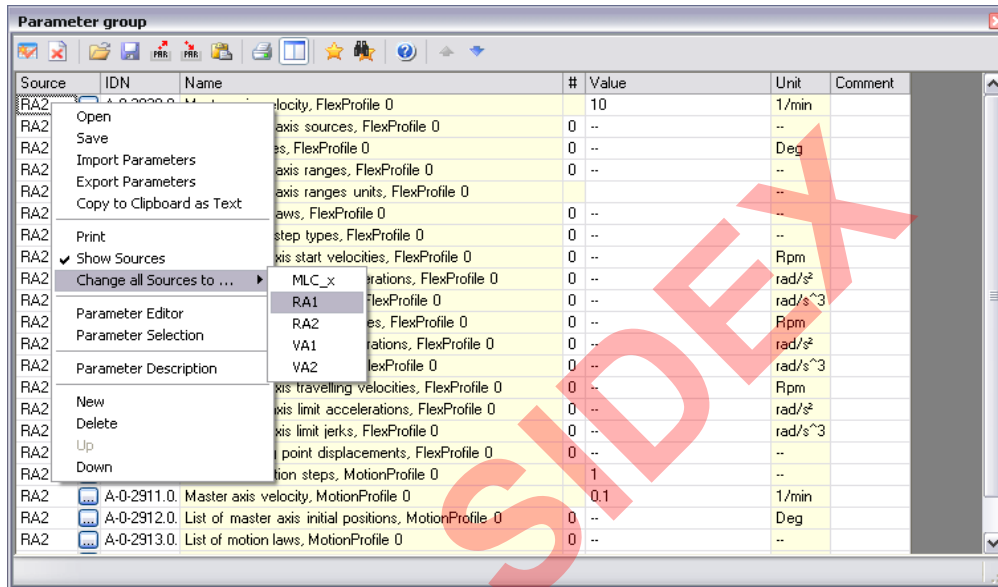 Parameter group
PAR PAR
Source IDN Name # Value Unit Comment
RA2 locity, FlexProfile 0 10 1/min
RA2 axis sources, FlexProfile 0 0 -- --
RA2 es, FlexProfile 0 0 -- Deg
RA2 axis ranges, FlexProfile 0 0 -- --
RA2 axis ranges units, FlexProfile 0 --
RA2 aws, FlexProfile 0 0 -- --
RA2 step types, FlexProfile 0 0 -- --
RA2 xis start velocities, FlexProfile 0 0 -- Rpm
RA2 erations, FlexProfile 0 0 -- rad/s²
RA2 FlexProfile 0 0 -- rad/s^3
RA2 es, FlexProfile 0 0 -- Rpm
RA2 rations, FlexProfile 0 0 -- rad/s²
RA2 lexProfile 0 0 -- rad/s^3
RA2 xis travelling velocities, FlexProfile 0 0 -- Rpm
RA2 xis limit accelerations, FlexProfile 0 0 -- rad/s²
RA2 xis limit jerks, FlexProfile 0 0 -- rad/s^3
RA2 point displacements, FlexProfile 0 0 -- --
RA2 tion steps, MotionProfile 0 1 --
RA2 ... A-0-2911.0. Master axis velocity, MotionProfile 0 0.1 1/min
RA2 ... A-0-2912.0. List of master axis initial positions, MotionProfile 0 0 -- Deg
RA2 ... A-0-2913.0. List of motion laws, MotionProfile 0 0 -- --
Open
Save
Import Parameters
Export Parameters
Copy to Clipboard as Text
Print
Show Sources
Change all Sources to ...
Parameter Editor
Parameter Selection
Parameter Description
New
Delete
Up
Down
MLC_x
RA1
RA2
VA1
VA2
SIDEX